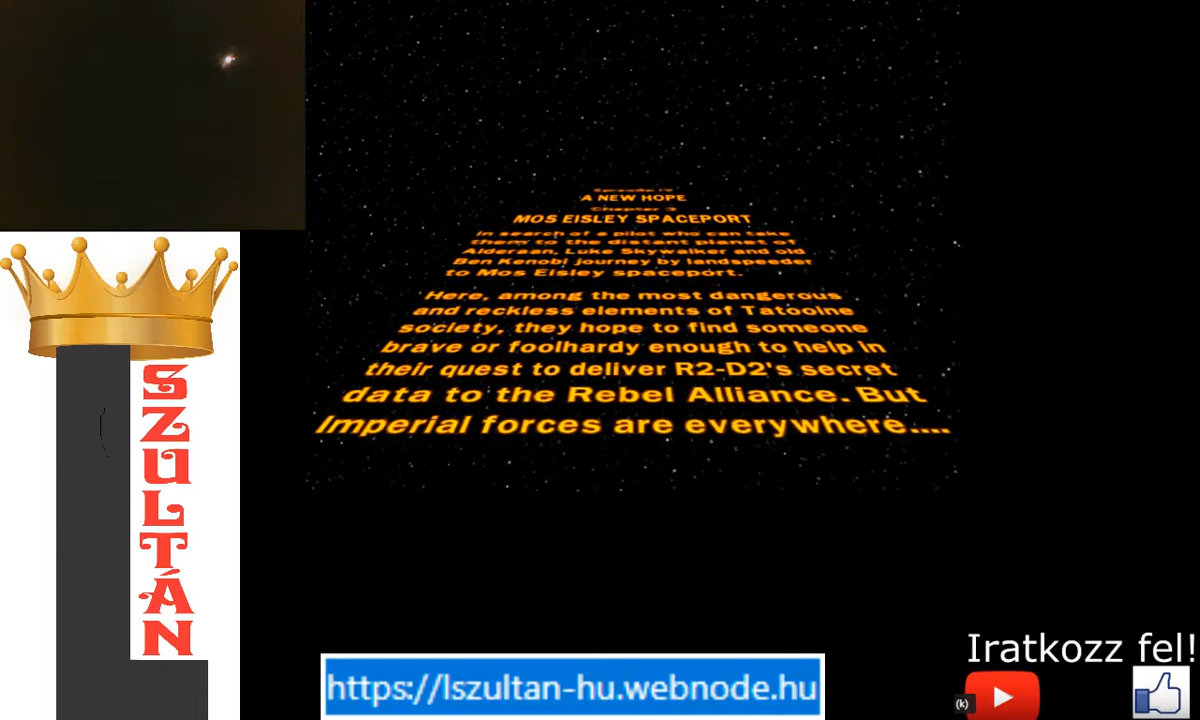 Episode IV
A NEW HOPE
Chapter 3
MOS EISLEY SPACEPORT
In search of a pilot who can take
them to the distant planet of
Alderaan, Luke Skywalker and old
Ben Kenobi journey by landspeeder
to Mos Eisley spaceport.
Here, among the most dangerous
and reckless elements of Tatooine
society, they hope to find someone
brave or foolhardy enough to help in
their quest to deliver R2-D2's secret
data to the Rebel Alliance. But
Imperial forces are everywhere....
L
SZULTÁN
https://lszultan-hu.webnode.hu
Iratkozz fel!
(k)